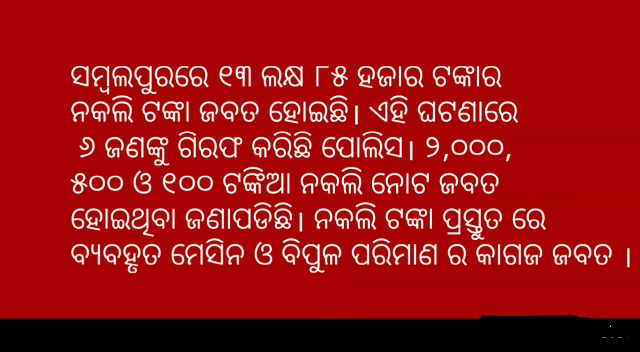 ସମ୍ବଲପୁରରେ ୧୩ ଲକ୍ଷ ୮୫ ହଜାର ଟଙ୍କାର
ନକଲି ଟଙ୍କା ଜବତ ହୋଇଛି। ଏହି ଘଟଣାରେ
୬ ଜଣଙ୍କୁ ଗିରଫ କରିଛି ପୋଲିସ। ୨,୦୦୦,
୫୦୦ ଓ ୧୦୦ ଟଙ୍କିଆ ନକଲି ନୋଟ ଜବତ
ହୋଇଥିବା ଜଣାପଡିଛି। ନକଲି ଟଙ୍କା ପ୍ରସ୍ତୁତ ରେ
ବ୍ୟବହୃତ ମେସିନ ଓ ବିପୁଳ ପରିମାଣ ର କାଗଜ ଜବତ ।